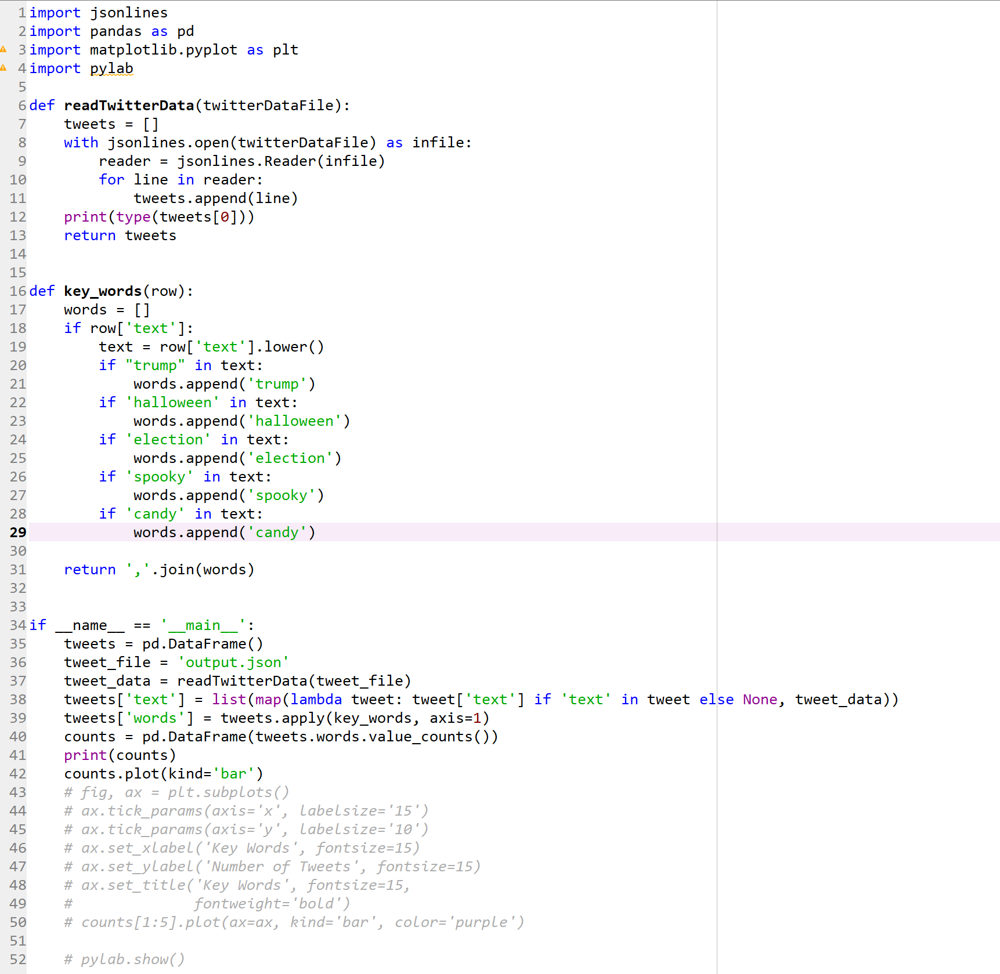 1 import jsonlines
2 import pandas as pd
3 import matplotlib.pyplot as plt
4 import pylab
5
6 def readTwitterData(twitterDataFile):
7     tweets = []
8     with jsonlines.open(twitterDataFile) as infile:
9         reader = jsonlines.Reader(infile)
10         for line in reader:
11             tweets.append(line)
12     print(type(tweets[0]))
13     return tweets
14
15
16 def key_words(row):
17     words = []
18     if row['text']:
19         text = row['text'].lower()
20         if "trump" in text:
21             words.append('trump')
22         if 'halloween' in text:
23             words.append('halloween')
24         if 'election' in text:
25             words.append('election')
26         if 'spooky' in text:
27             words.append('spooky')
28         if 'candy' in text:
29             words.append('candy')
30
31     return ','.join(words)
32
33
34 if __name__ == '__main__':
35     tweets = pd.DataFrame()
36     tweet_file = 'output.json'
37     tweet_data = readTwitterData(tweet_file)
38     tweets['text'] = list(map(lambda tweet: tweet['text'] if 'text' in tweet else None, tweet_data))
39     tweets['words'] = tweets.apply(key_words, axis=1)
40     counts = pd.DataFrame(tweets.words.value_counts())
41     print(counts)
42     counts.plot(kind='bar')
43     # fig, ax = plt.subplots()
44     # ax.tick_params(axis='x', labelsize='15')
45     # ax.tick_params(axis='y', labelsize='10')
46     # ax.set_xlabel('Key Words', fontsize=15)
47     # ax.set_ylabel('Number of Tweets', fontsize=15)
48     # ax.set_title('Key Words', fontsize=15,
49     #              fontweight='bold')
50     # counts[1:5].plot(ax=ax, kind='bar', color='purple')
51
52     # pylab.show()